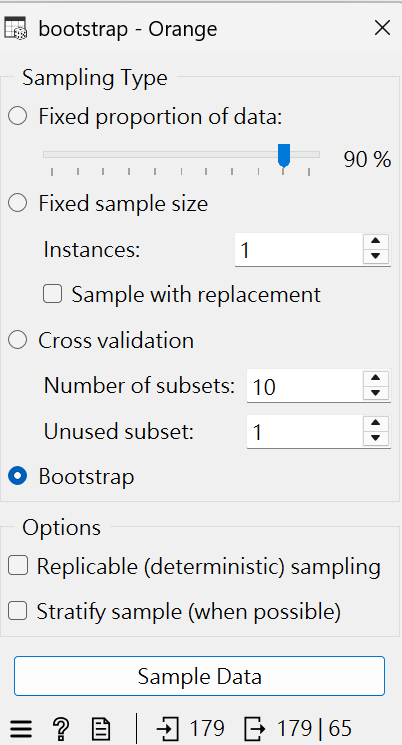 bootstrap - Orange
Sampling Type
Fixed proportion of data:
90 %
Fixed sample size
Instances: 1
Sample with replacement
Cross validation
Number of subsets: 10
Unused subset: 1
Bootstrap
Options
Replicable (deterministic) sampling
Stratify sample (when possible)
Sample Data
179 179 | 65